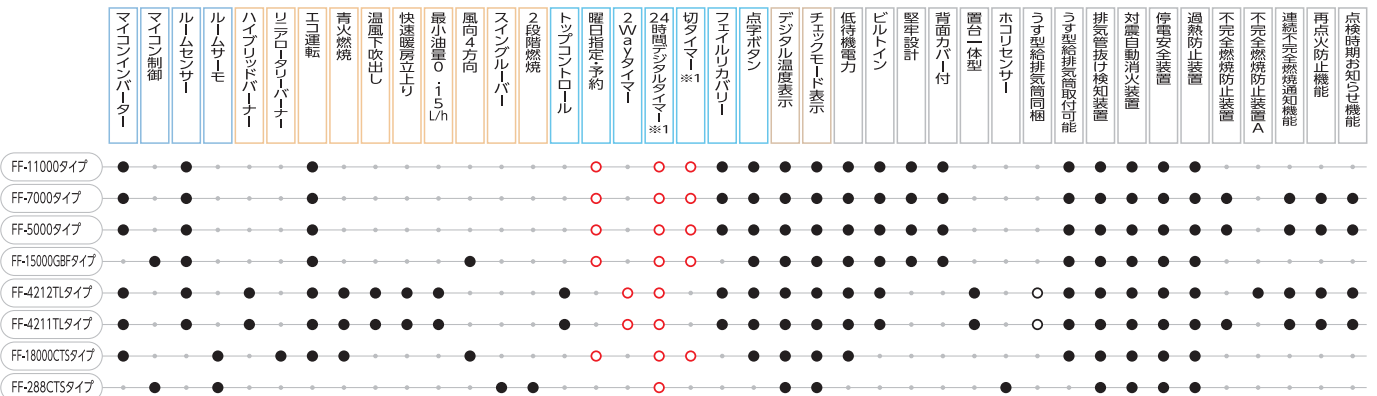 マイコンインバーター
マイコン制御
ルームセンサー
ルームサーモ
ハイブリッドバーナー
リニアロータリーバーナー
エコ運転
青火燃焼
温風下吹出し
快速暖房立上り
最小油量0.15L/h
風向4方向
スイングルーバー
2段階燃焼
トップコントロール
曜日指定・予約
2Wayタイマー
24時間デジタルタイマー※1
切タイマー※1
フェイルリカバリー
点字ボタン
デジタル温度表示
チェックモード表示
低待機電力
ビルトイン
堅牢設計
背面カバー付
置台一体型
ホコリセンサー
うす型給排気筒同梱
うす型給排気筒取付可能
排気管抜け検知装置
対震自動消火装置
停電安全装置
過熱防止装置
不完全燃焼防止装置
不完全燃焼防止装置A
連続不完全燃焼通知機能
再点火防止機能
点検時期お知らせ機能
FF-11000タイプ
FF-7000タイプ
FF-5000タイプ
FF-15000GBFタイプ
FF-4212TLタイプ
FF-4211TLタイプ
FF-18000CTSタイプ
FF-288CTSタイプ